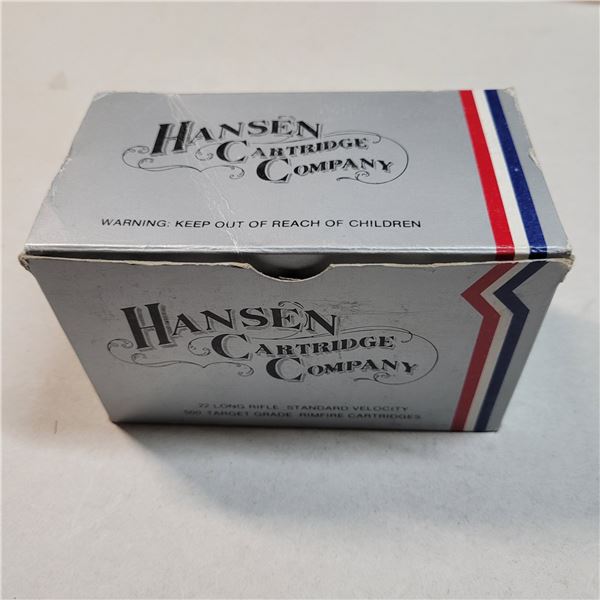 HANSEN
CARTRIDGE
COMPANY
WARNING: KEEP OUT OF REACH OF CHILDREN
HANSEN
CARTRIDGE
COMPANY
22 LONG RIFLE STANDARD VELOCITY
500 TARGET GRADE RIMFIRE CARTRIDGES